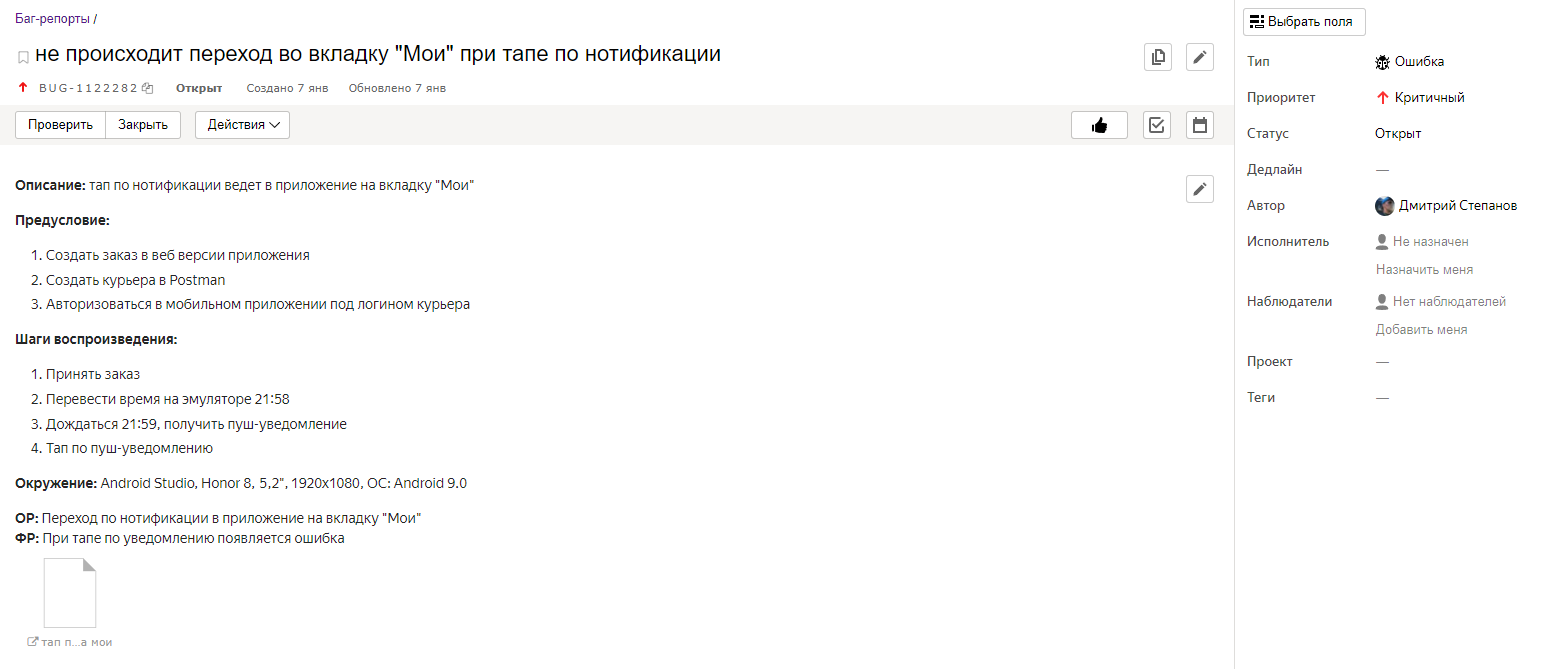 Баг-репорты /
не происходит переход во вкладку "Мои" при тапе по нотификации
BUG-1122282 Открыт Создано 7 янв Обновлено 7 янв
Проверить Закрыть Действия
Описание: тап по нотификации ведет в приложение на вкладку "Мои"
Предусловие:
1. Создать заказ в веб версии приложения
2. Создать курьера в Postman
3. Авторизоваться в мобильном приложении под логином курьера
Шаги воспроизведения:
1. Принять заказ
2. Перевести время на эмуляторе 21:58
3. Дождаться 21:59, получить пуш-уведомление
4. Тап по пуш-уведомлению
Окружение: Android Studio, Honor 8, 5,2", 1920x1080, ОС: Android 9.0
ОР: Переход по нотификации в приложение на вкладку "Мои"
ФР: При тапе по уведомлению появляется ошибка
тап п...а мои
Выбрать поля
Тип Ошибка
Приоритет Критичный
Статус Открыт
Дедлайн —
Автор Дмитрий Степанов
Исполнитель Не назначен
Назначить меня
Наблюдатели Нет наблюдателей
Добавить меня
Проект —
Теги —